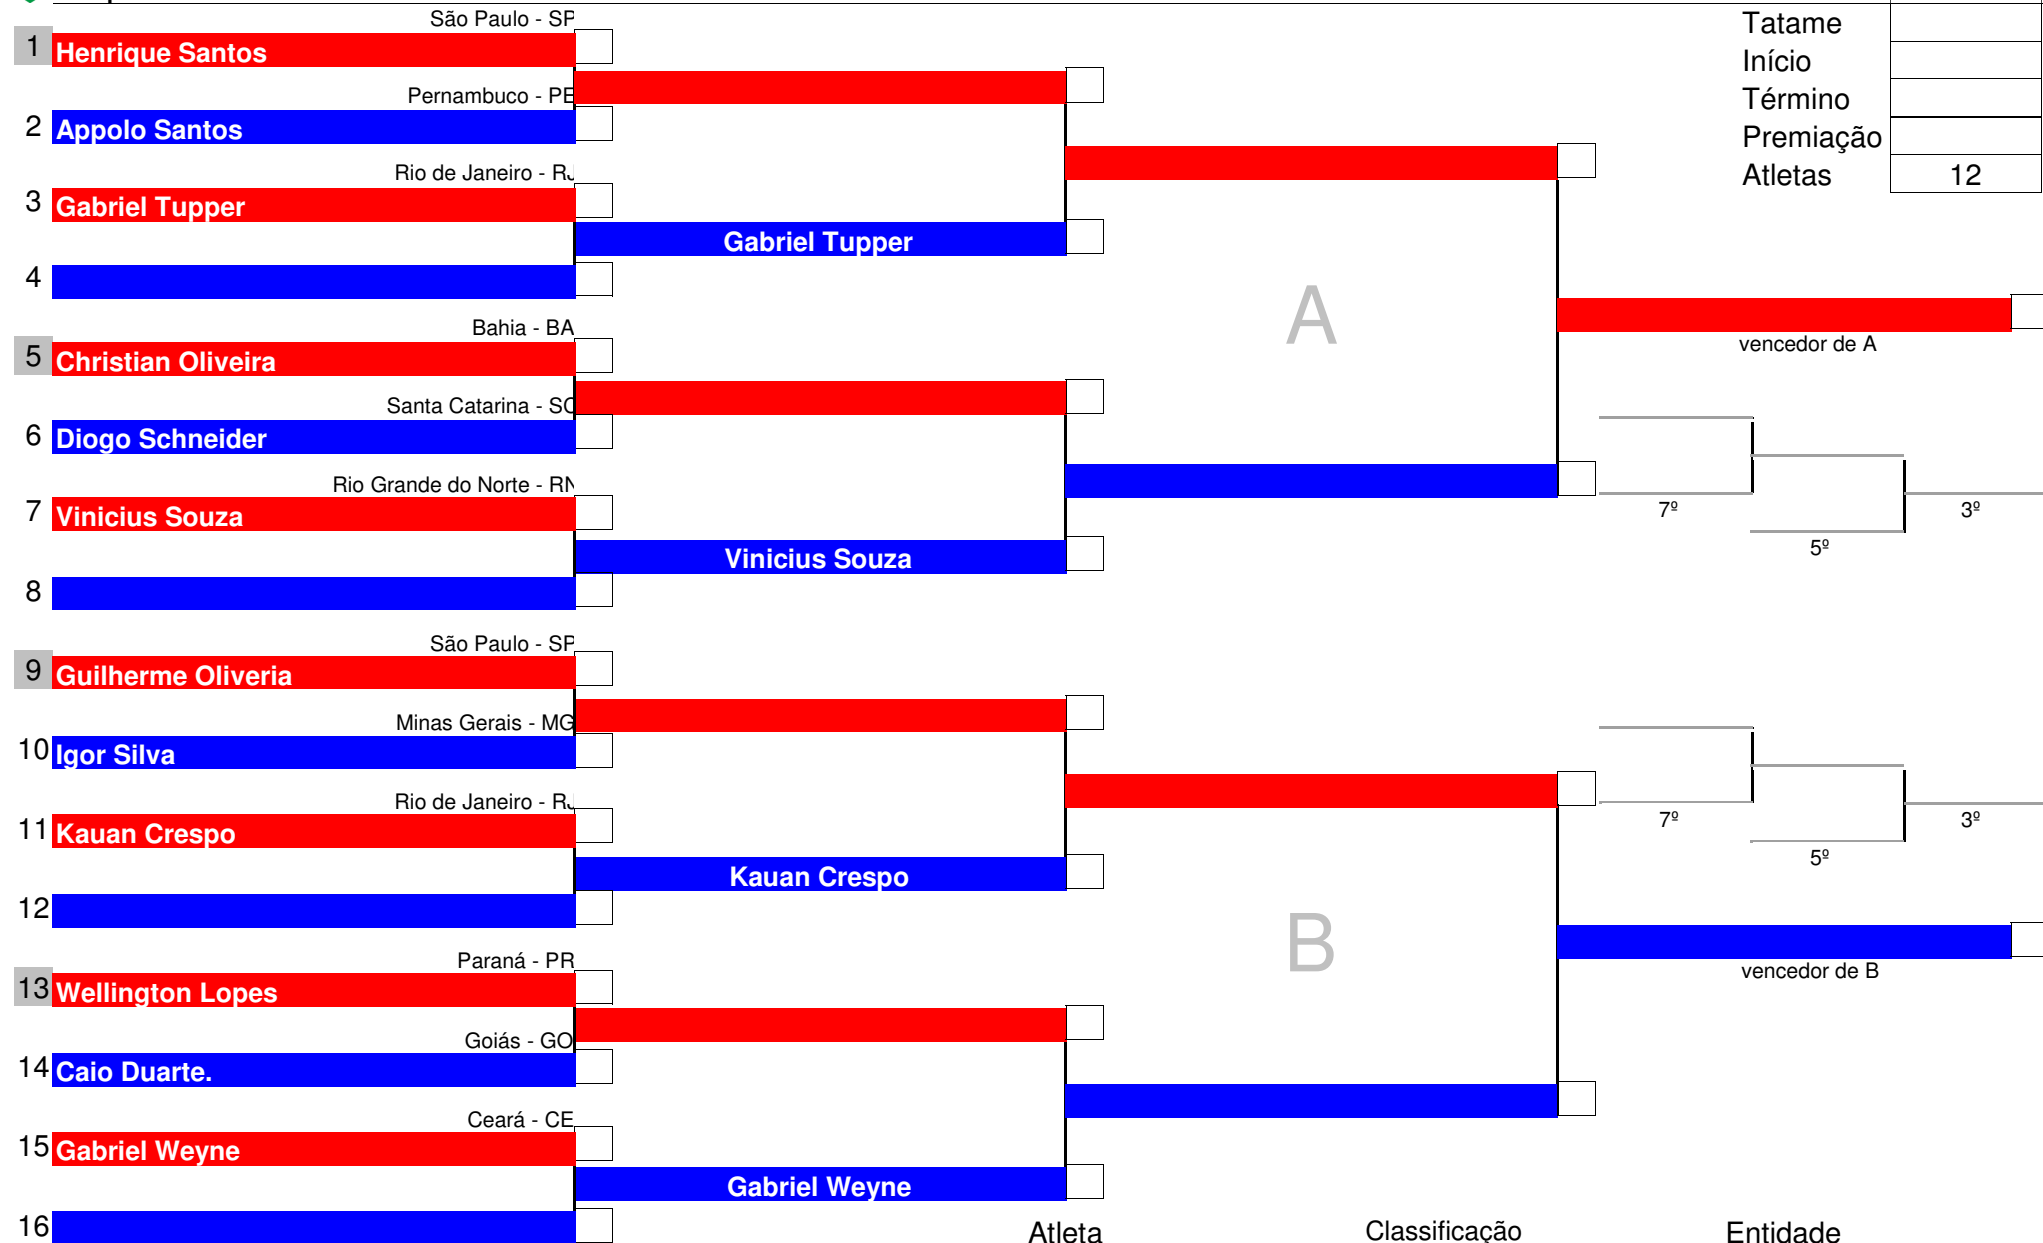 São Paulo - SP
1 Henrique Santos
Pernambuco - PE
2 Appolo Santos
Rio de Janeiro - RJ
3 Gabriel Tupper
Gabriel Tupper
4
Bahia - BA
5 Christian Oliveira
Santa Catarina - SC
6 Diogo Schneider
Rio Grande do Norte - RN
7 Vinicius Souza
Vinicius Souza
8
São Paulo - SP
9 Guilherme Oliveria
Minas Gerais - MG
10 Igor Silva
Rio de Janeiro - RJ
11 Kauan Crespo
Kauan Crespo
12
Paraná - PR
13 Wellington Lopes
Goiás - GO
14 Caio Duarte.
Ceará - CE
15 Gabriel Weyne
Gabriel Weyne
16
A
B
Tatame
Início
Término
Premiação
Atletas 12
vencedor de A
7º
3º
5º
7º
3º
5º
vencedor de B
Atleta Classificação Entidade